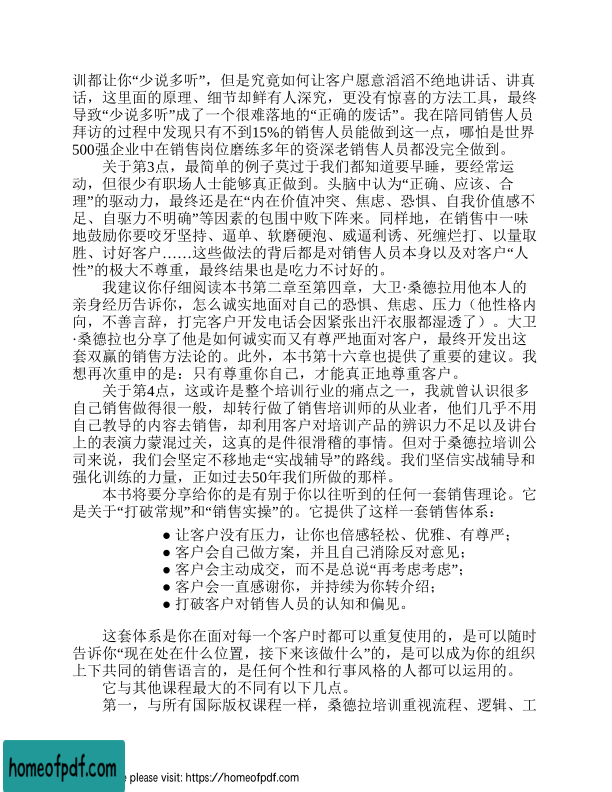 训都让你“少说多听”，但是究竟如何让客户愿意滔滔不绝地讲话、讲真
话，这里面的原理、细节却鲜有人深究，更没有惊喜的方法工具，最终
导致“少说多听”成了一个很难落地的“正确的废话”。我在陪同销售人员
拜访的过程中发现只有不到15%的销售人员能做到这一点，哪怕是世界
500强企业中在销售岗位磨练多年的资深老销售人员都没完全做到。
关于第3点，最简单的例子莫过于我们都知道要早睡，要经常运
动，但很少有职场人士能够真正做到。头脑中认为“正确、应该、合
理”的驱动力，最终还是在“内在价值冲突、焦虑、恐惧、自我价值感不
足、自驱力不明确”等因素的包围中败下阵来。同样地，在销售中一味
地鼓励你要咬牙坚持、逼单、软磨硬泡、威逼利诱、死缠烂打、以量取
胜、讨好客户……这些做法的背后都是对销售人员本身以及对客户“人
性”的极大不尊重，最终结果也是吃力不讨好的。
我建议你仔细阅读本书第二章至第四章，大卫·桑德拉用他本人的
亲身经历告诉你，怎么诚实地面对自己的恐惧、焦虑、压力（他性格内
向，不善言辞，打完客户开发电话会因紧张出汗衣服都湿透了）。大卫
·桑德拉也分享了他是如何诚实而又有尊严地面对客户，最终开发出这
套双赢的销售方法论的。此外，本书第十六章也提供了重要的建议。我
想再次重申的是：只有尊重你自己，才能真正地尊重客户。
关于第4点，这或许是整个培训行业的痛点之一，我就曾认识很多
自己销售做得很一般，却转行做了销售培训师的从业者，他们几乎不用
自己教导的内容去销售，却利用客户对培训产品的辨识力不足以及讲台
上的表演力蒙混过关，这真的是件很滑稽的事情。但对于桑德拉培训公
司来说，我们会坚定不移地走“实战辅导”的路线。我们坚信实战辅导和
强化训练的力量，正如过去50年我们所做的那样。
本书将要分享给你的是有别于你以往听到的任何一套销售理论。它
是关于“打破常规”和“销售实操”的。它提供了这样一套销售体系：
● 让客户没有压力，让你也倍感轻松、优雅、有尊严；
● 客户会自己做方案，并且自己消除反对意见；
● 客户会主动成交，而不是总说“再考虑考虑”；
● 客户会一直感谢你，并持续为你转介绍；
● 打破客户对销售人员的认知和偏见。
这套体系是你在面对每一个客户时都可以重复使用的，是可以随时
告诉你“现在处在什么位置，接下来该做什么”的，是可以成为你的组织
上下共同的销售语言的，是任何个性和行事风格的人都可以运用的。
它与其他课程最大的不同有以下几点。
第一，与所有国际版权课程一样，桑德拉培训重视流程、逻辑、工
homeofpdf.com
please visit: https://homeofpdf.com